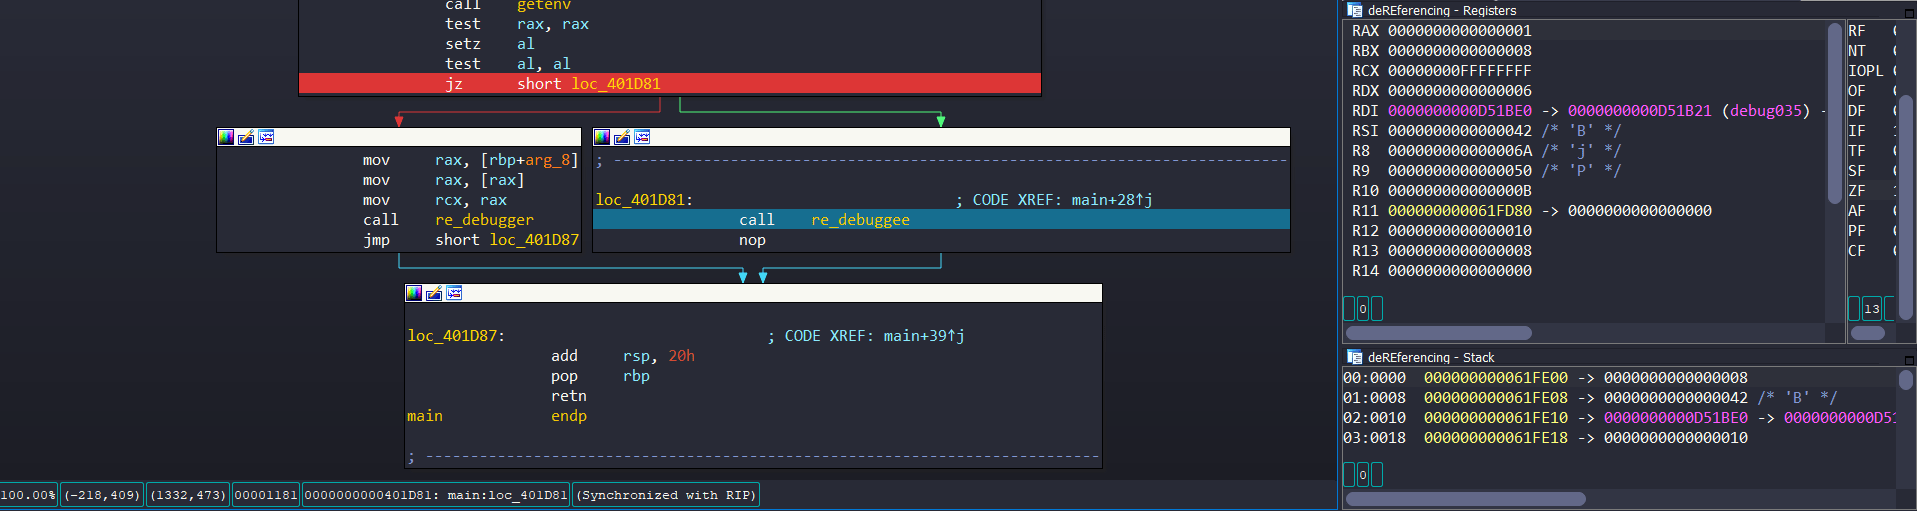 call getenv
test rax, rax
setz al
test al, al
jz short loc_401D81
mov rax, [rbp+arg_8]
mov rax, [rax]
mov rcx, rax
call re_debugger
jmp short loc_401D87
; ---------------------------------------------------------------------------
loc_401D81: ; CODE XREF: main+28↑j
call re_debuggee
nop
loc_401D87: ; CODE XREF: main+39↑j
add rsp, 20h
pop rbp
retn
main endp
; ---------------------------------------------------------------------------
100.00% (-218,409) (1332,473) 00001181 0000000000401D81: main:loc_401D81 (Synchronized with RIP)
deREferencing - Registers
RAX 0000000000000001
RBX 0000000000000008
RCX 00000000FFFFFFFF
RDX 0000000000000006
RDI 0000000000D51BE0 -> 0000000000D51B21 (debug035)
RSI 0000000000000042 /* 'B' */
R8 000000000000006A /* 'j' */
R9 0000000000000050 /* 'P' */
R10 000000000000000B
R11 000000000061FD80 -> 0000000000000000
R12 0000000000000010
R13 0000000000000008
R14 0000000000000000
0
RF
NT
IOPL
OF
DF
IF
TF
SF
ZF
AF
PF
CF
13
deREferencing - Stack
00:0000 000000000061FE00 -> 0000000000000008
01:0008 000000000061FE08 -> 0000000000000042 /* 'B' */
02:0010 000000000061FE10 -> 0000000000D51BE0 -> 0000000000D51
03:0018 000000000061FE18 -> 0000000000000010
0